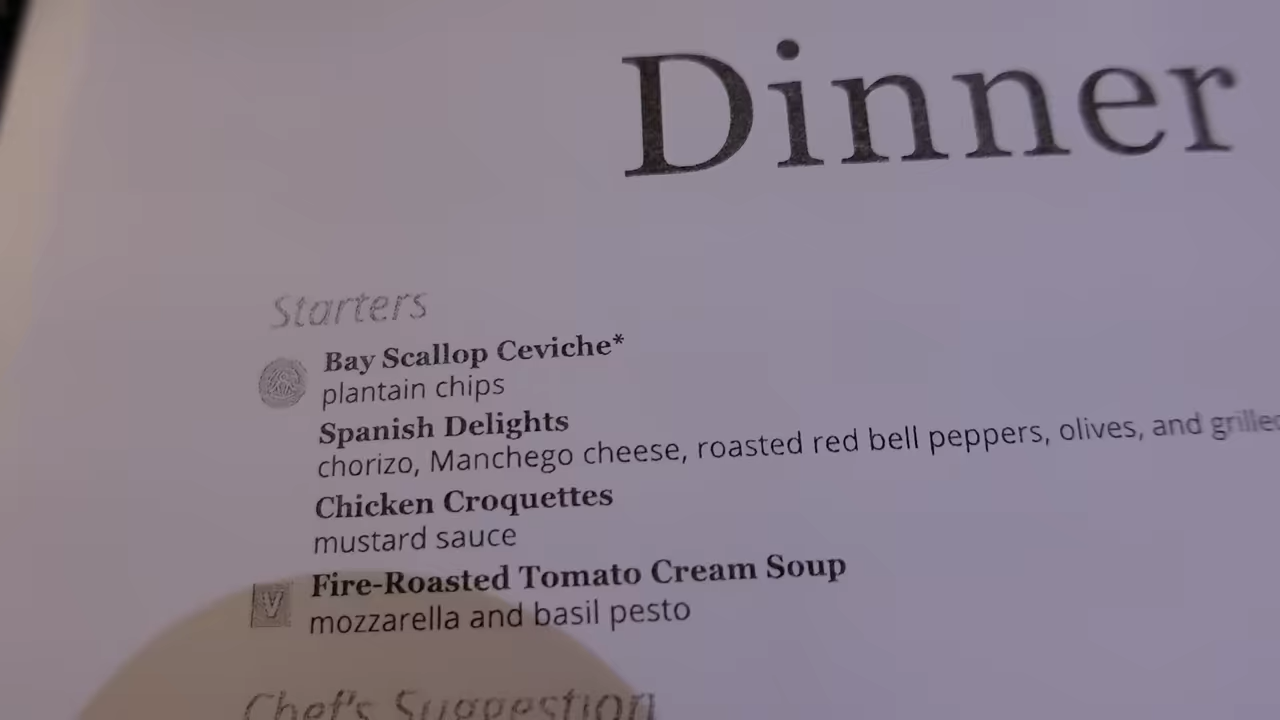 Dinner
Starters
Bay Scallop Ceviche*
plantain chips
Spanish Delights
chorizo, Manchego cheese, roasted red bell peppers, olives, and grilled
Chicken Croquettes
mustard sauce
V
Fire-Roasted Tomato Cream Soup
mozzarella and basil pesto
Chef's Suggestion